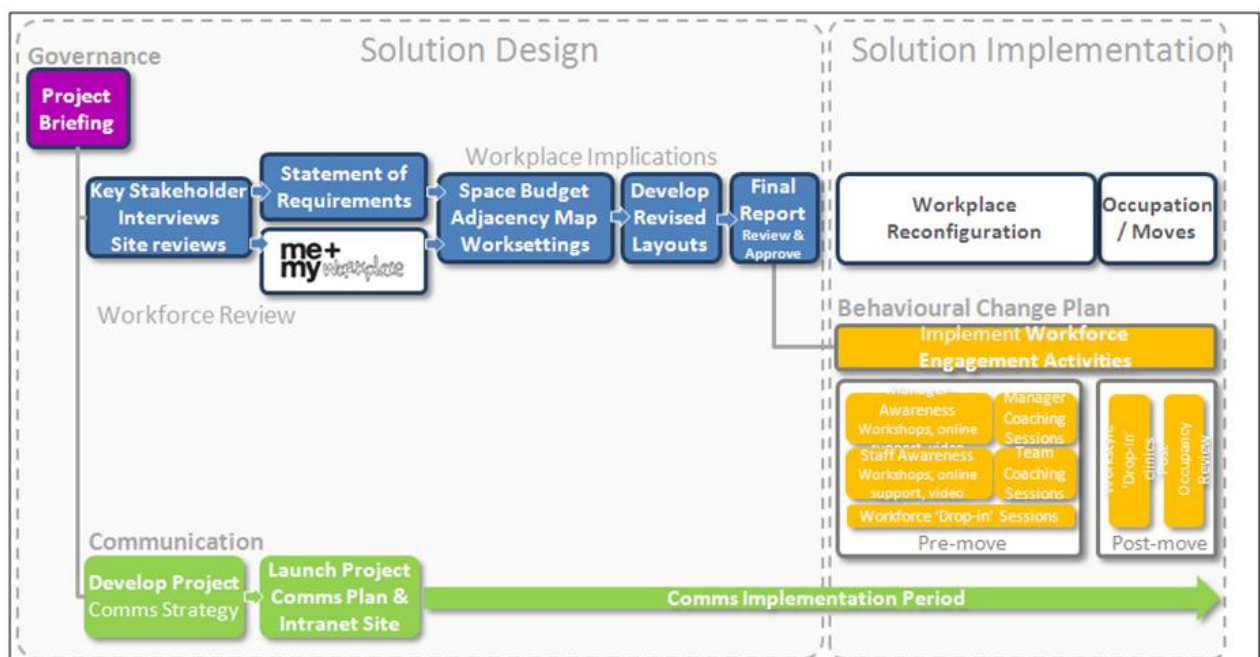 Solution Design
Solution Implementation
Governance
Project
Briefing
Workplace Implications
Key Stakeholder
Interviews
Site reviews
Statement of
Requirements
me+
my workplace
Space Budget
Adjacency Map
Worksettings
Develop
Revised
Layouts
Final
Report
Review &
Approve
Workplace
Reconfiguration
Occupation
/ Moves
Workforce Review
Behavioural Change Plan
Implement Workforce
Engagement Activities
Awareness
Workshops, online
support, video
Manager
Coaching
Sessions
Staff Awareness
Workshops, online
support, video
Team
Coaching
Sessions
Workforce 'Drop-in' Sessions
Pre-move
'Drop-in'
clinics
Post
Occupancy
Review
Post-move
Communication
Develop Project
Comms Strategy
Launch Project
Comms Plan &
Intranet Site
Comms Implementation Period